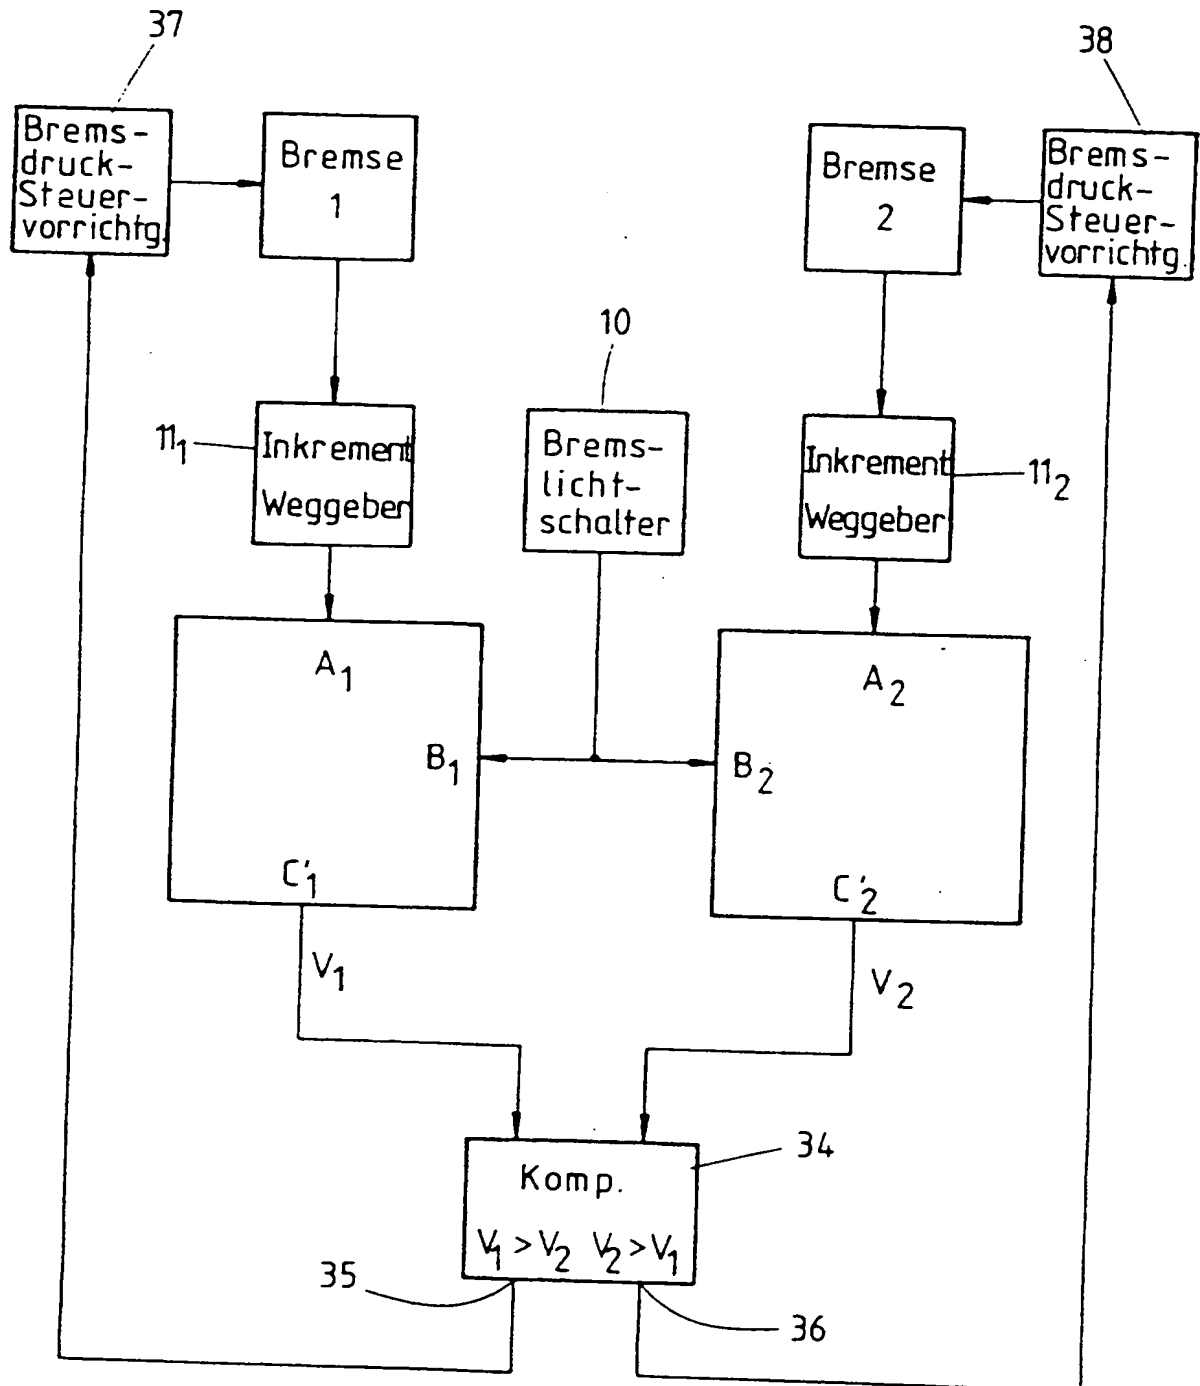 37
38
Brems-
druck-
Steuer-
vorrichtg.
Bremse
1
Bremse
2
Brems-
druck-
Steuer-
vorrichtg.
10
11₁
Inkrement
Weggeber
Brems-
licht-
schalter
Inkrement
Weggeber
11₂
A₁
B₁
C'₁
A₂
B₂
C'₂
V₁
V₂
34
Komp.
V₁ > V₂ V₂ > V₁
35
36